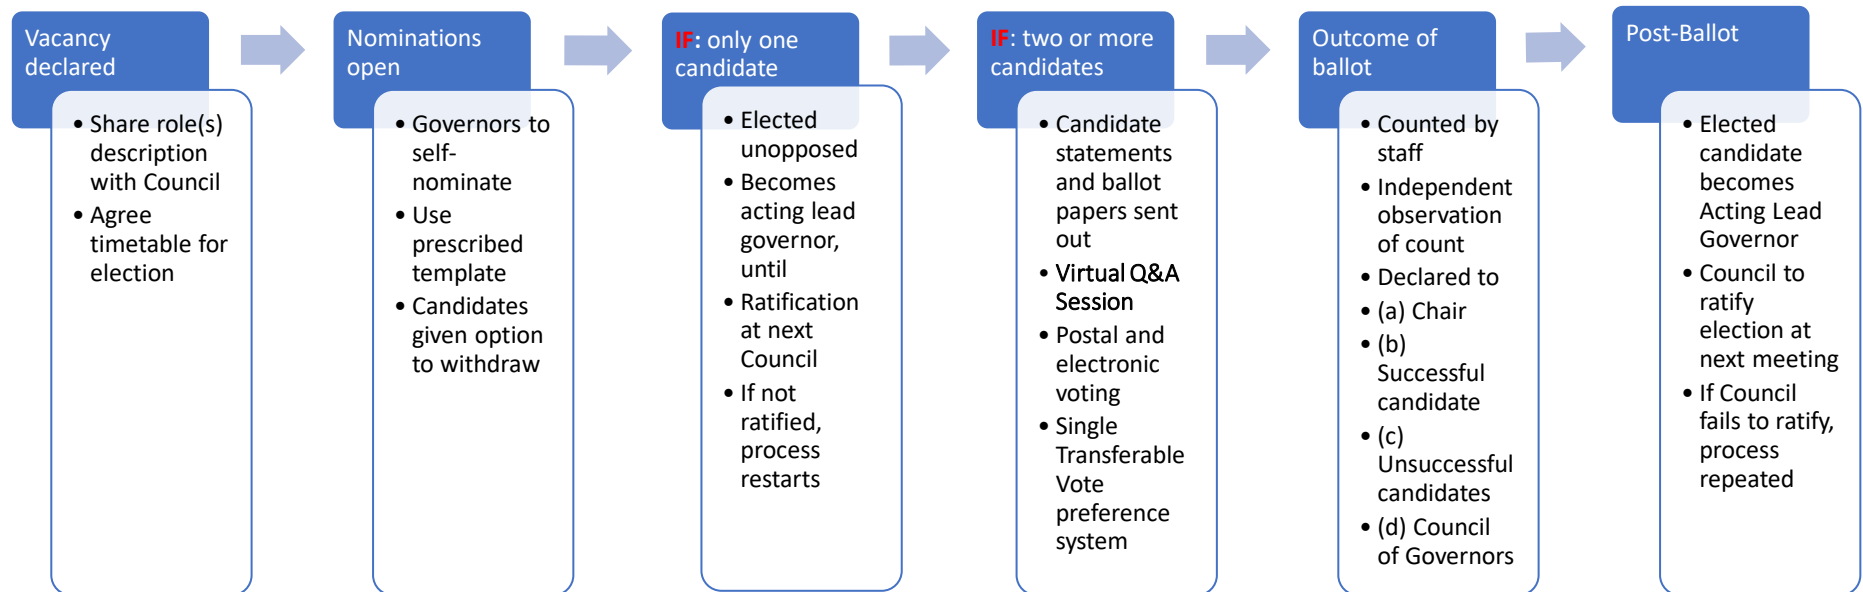 Vacancy
declared
• Share role(s)
description
with Council
• Agree
timetable for
election
Nominations
open
• Governors to
self-
nominate
• Use
prescribed
template
• Candidates
given option
to withdraw
IF: only one
candidate
• Elected
unopposed
• Becomes
acting lead
governor,
until
• Ratification
at next
Council
• If not
ratified,
process
restarts
IF: two or more
candidates
• Candidate
statements
and ballot
papers sent
out
• Virtual Q&A
Session
• Postal and
electronic
voting
• Single
Transferable
Vote
preference
system
Outcome of
ballot
• Counted by
staff
• Independent
observation
of count
• Declared to
• (a) Chair
• (b)
Successful
candidate
• (c)
Unsuccessful
candidates
• (d) Council
of Governors
Post-Ballot
• Elected
candidate
becomes
Acting Lead
Governor
• Council to
ratify
election at
next meeting
• If Council
fails to ratify,
process
repeated